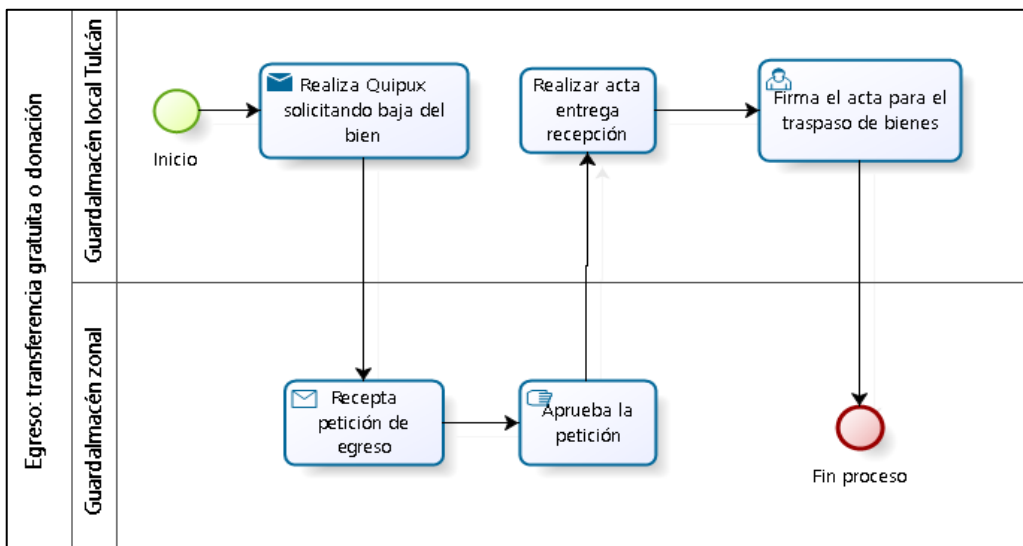 Egreso: transferencia gratuita o donación
Guardalmacén local Tulcán
Inicio
Realiza Quipux
solicitando baja del
bien
Realizar acta
entrega
recepción
Firma el acta para el
traspaso de bienes
Guardalmacén zonal
Recepta
petición de
egreso
Aprueba la
petición
Fin proceso